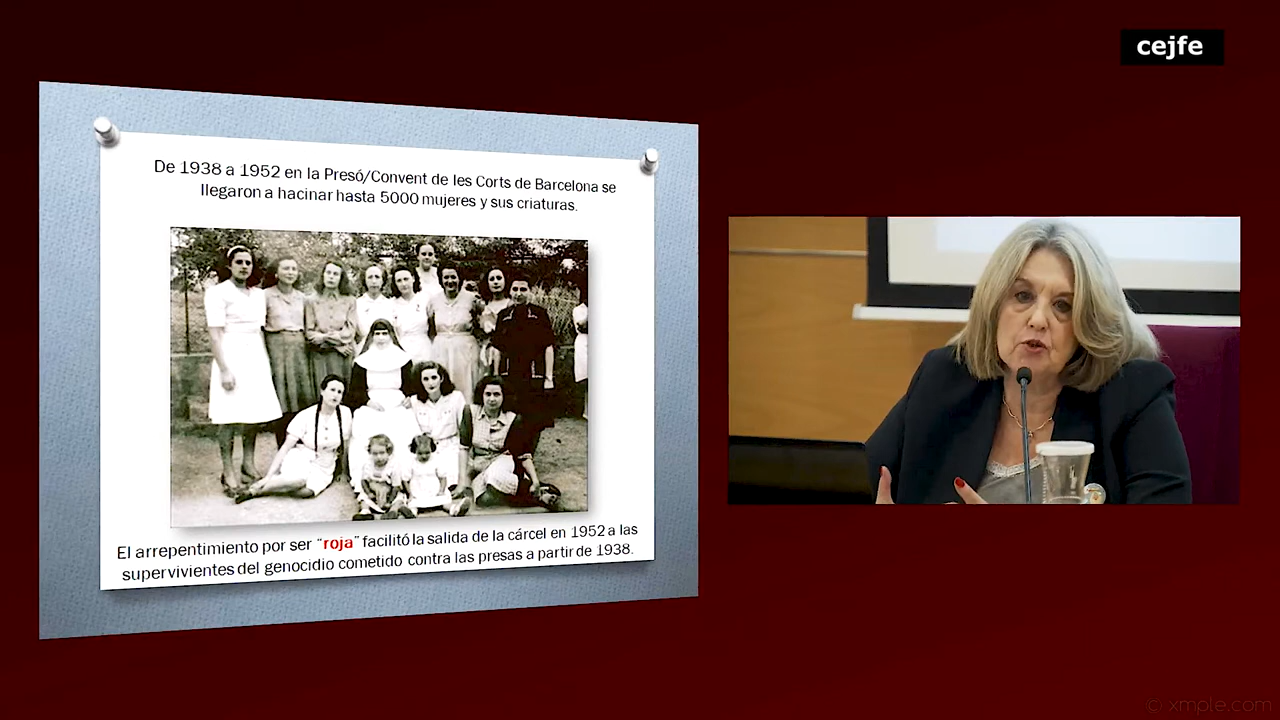 cejfe
De 1938 a 1952 en la Presó/Convent de les Corts de Barcelona se
llegaron a hacinar hasta 5000 mujeres y sus criaturas.
El arrepentimiento por ser “roja” facilitó la salida de la cárcel en 1952 a las
supervivientes del genocidio cometido contra las presas a partir de 1938.
© xmple.com